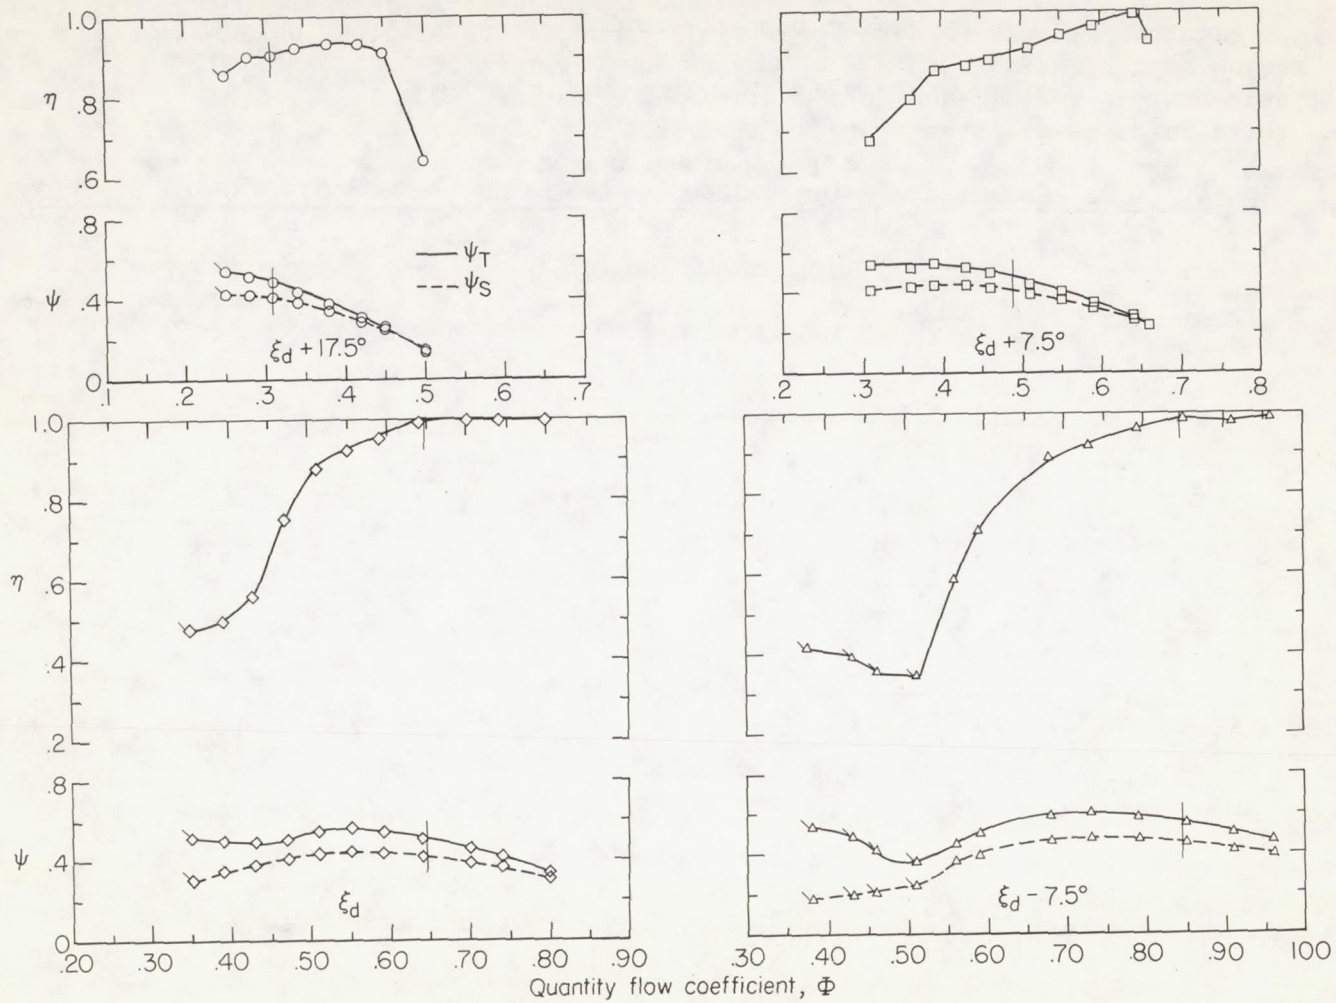 1.0
η .8
.6
.8
ψ .4
0
ψT
ψS
ξd + 17.5°
ξd + 7.5°
.1 .2 .3 .4 .5 .6 .7
.2 .3 .4 .5 .6 .7 .8
1.0
.8
η .6
.4
.2
.8
ψ .4
0
ξd
ξd − 7.5°
.20 .30 .40 .50 .60 .70 .80 .90
.30 .40 .50 .60 .70 .80 .90 1.00
Quantity flow coefficient, Φ